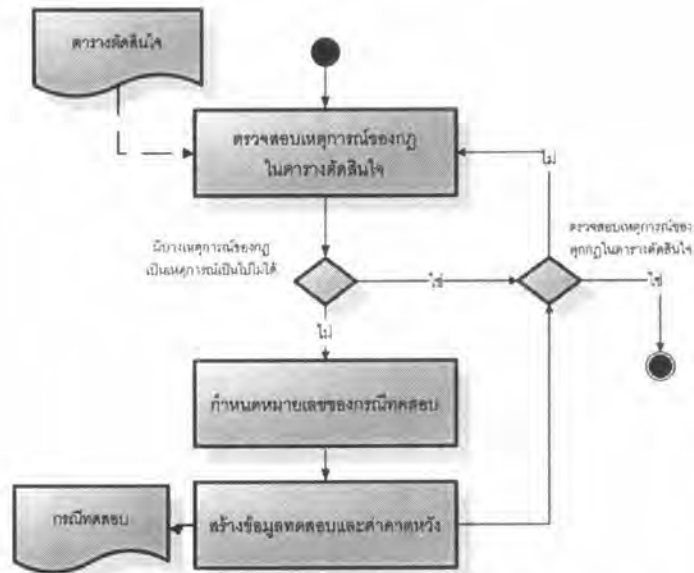 ตารางตัดสินใจ
ตรวจสอบเหตุการณ์ของกฎ
ในตารางตัดสินใจ
ไม่
ตรวจสอบเหตุการณ์ของ
ทุกกฎในตารางตัดสินใจ
มีบางเหตุการณ์ของกฎ
เป็นเหตุการณ์เป็นไปไม่ได้
ใช่
ใช่
ไม่
กำหนดหมายเลขของกรณีทดสอบ
กรณีทดสอบ
สร้างข้อมูลทดสอบและค่าคาดหวัง